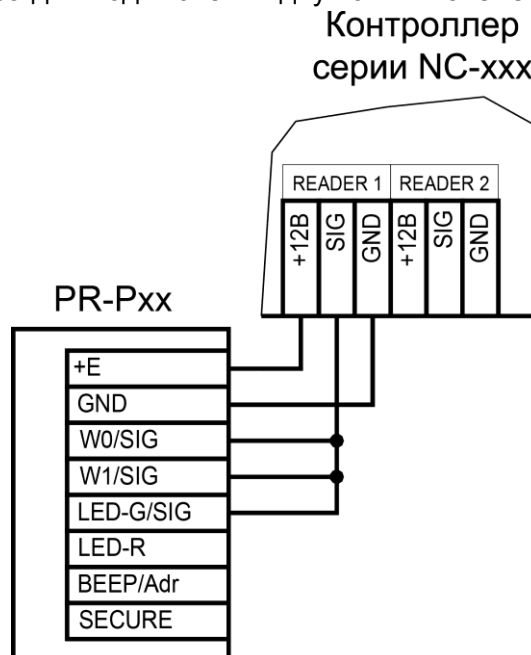 Контроллер
серии NC-xxx
READER 1 READER 2
+12В SIG GND +12В SIG GND
PR-Pxx
+E
GND
W0/SIG
W1/SIG
LED-G/SIG
LED-R
BEEP/Adr
SECURE